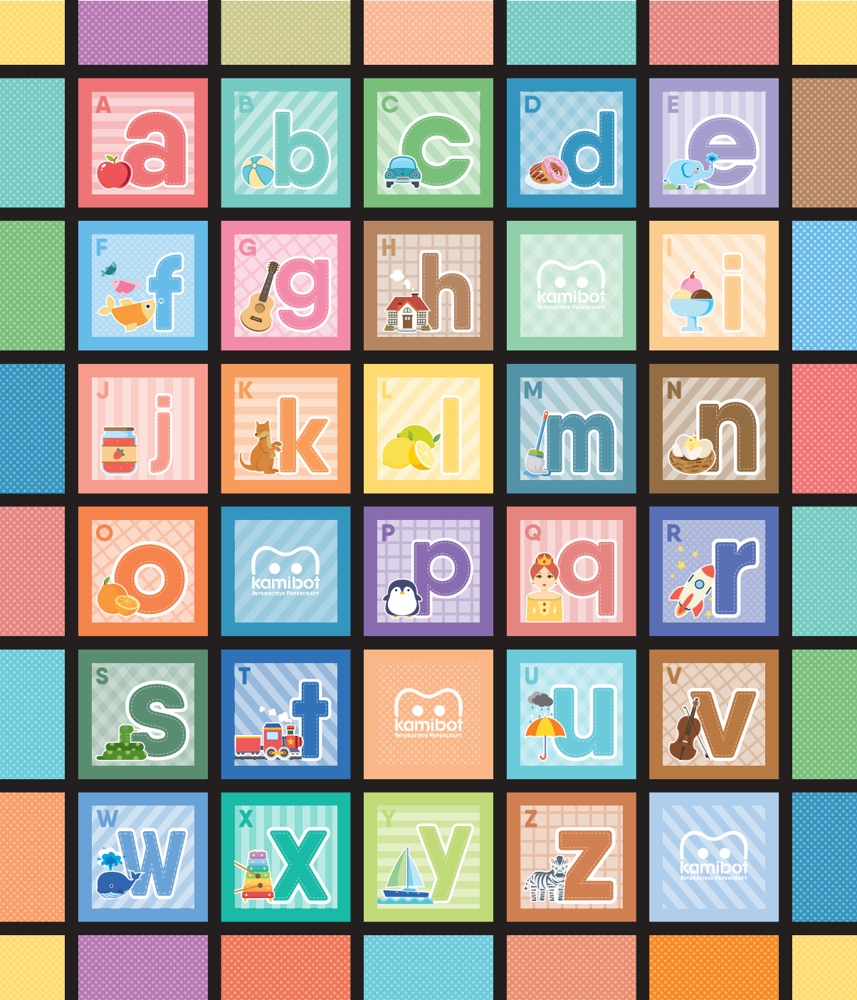 A a
B b
C c
D d
E e
F f
G g
H h
kamibot
INTERACTIVE PAPERCRAFT
I i
J j
K k
L l
M m
N n
O o
kamibot
INTERACTIVE PAPERCRAFT
P p
Q q
R r
S s
T t
kamibot
INTERACTIVE PAPERCRAFT
U u
V v
W w
X x
Y y
Z z
kamibot
INTERACTIVE PAPERCRAFT